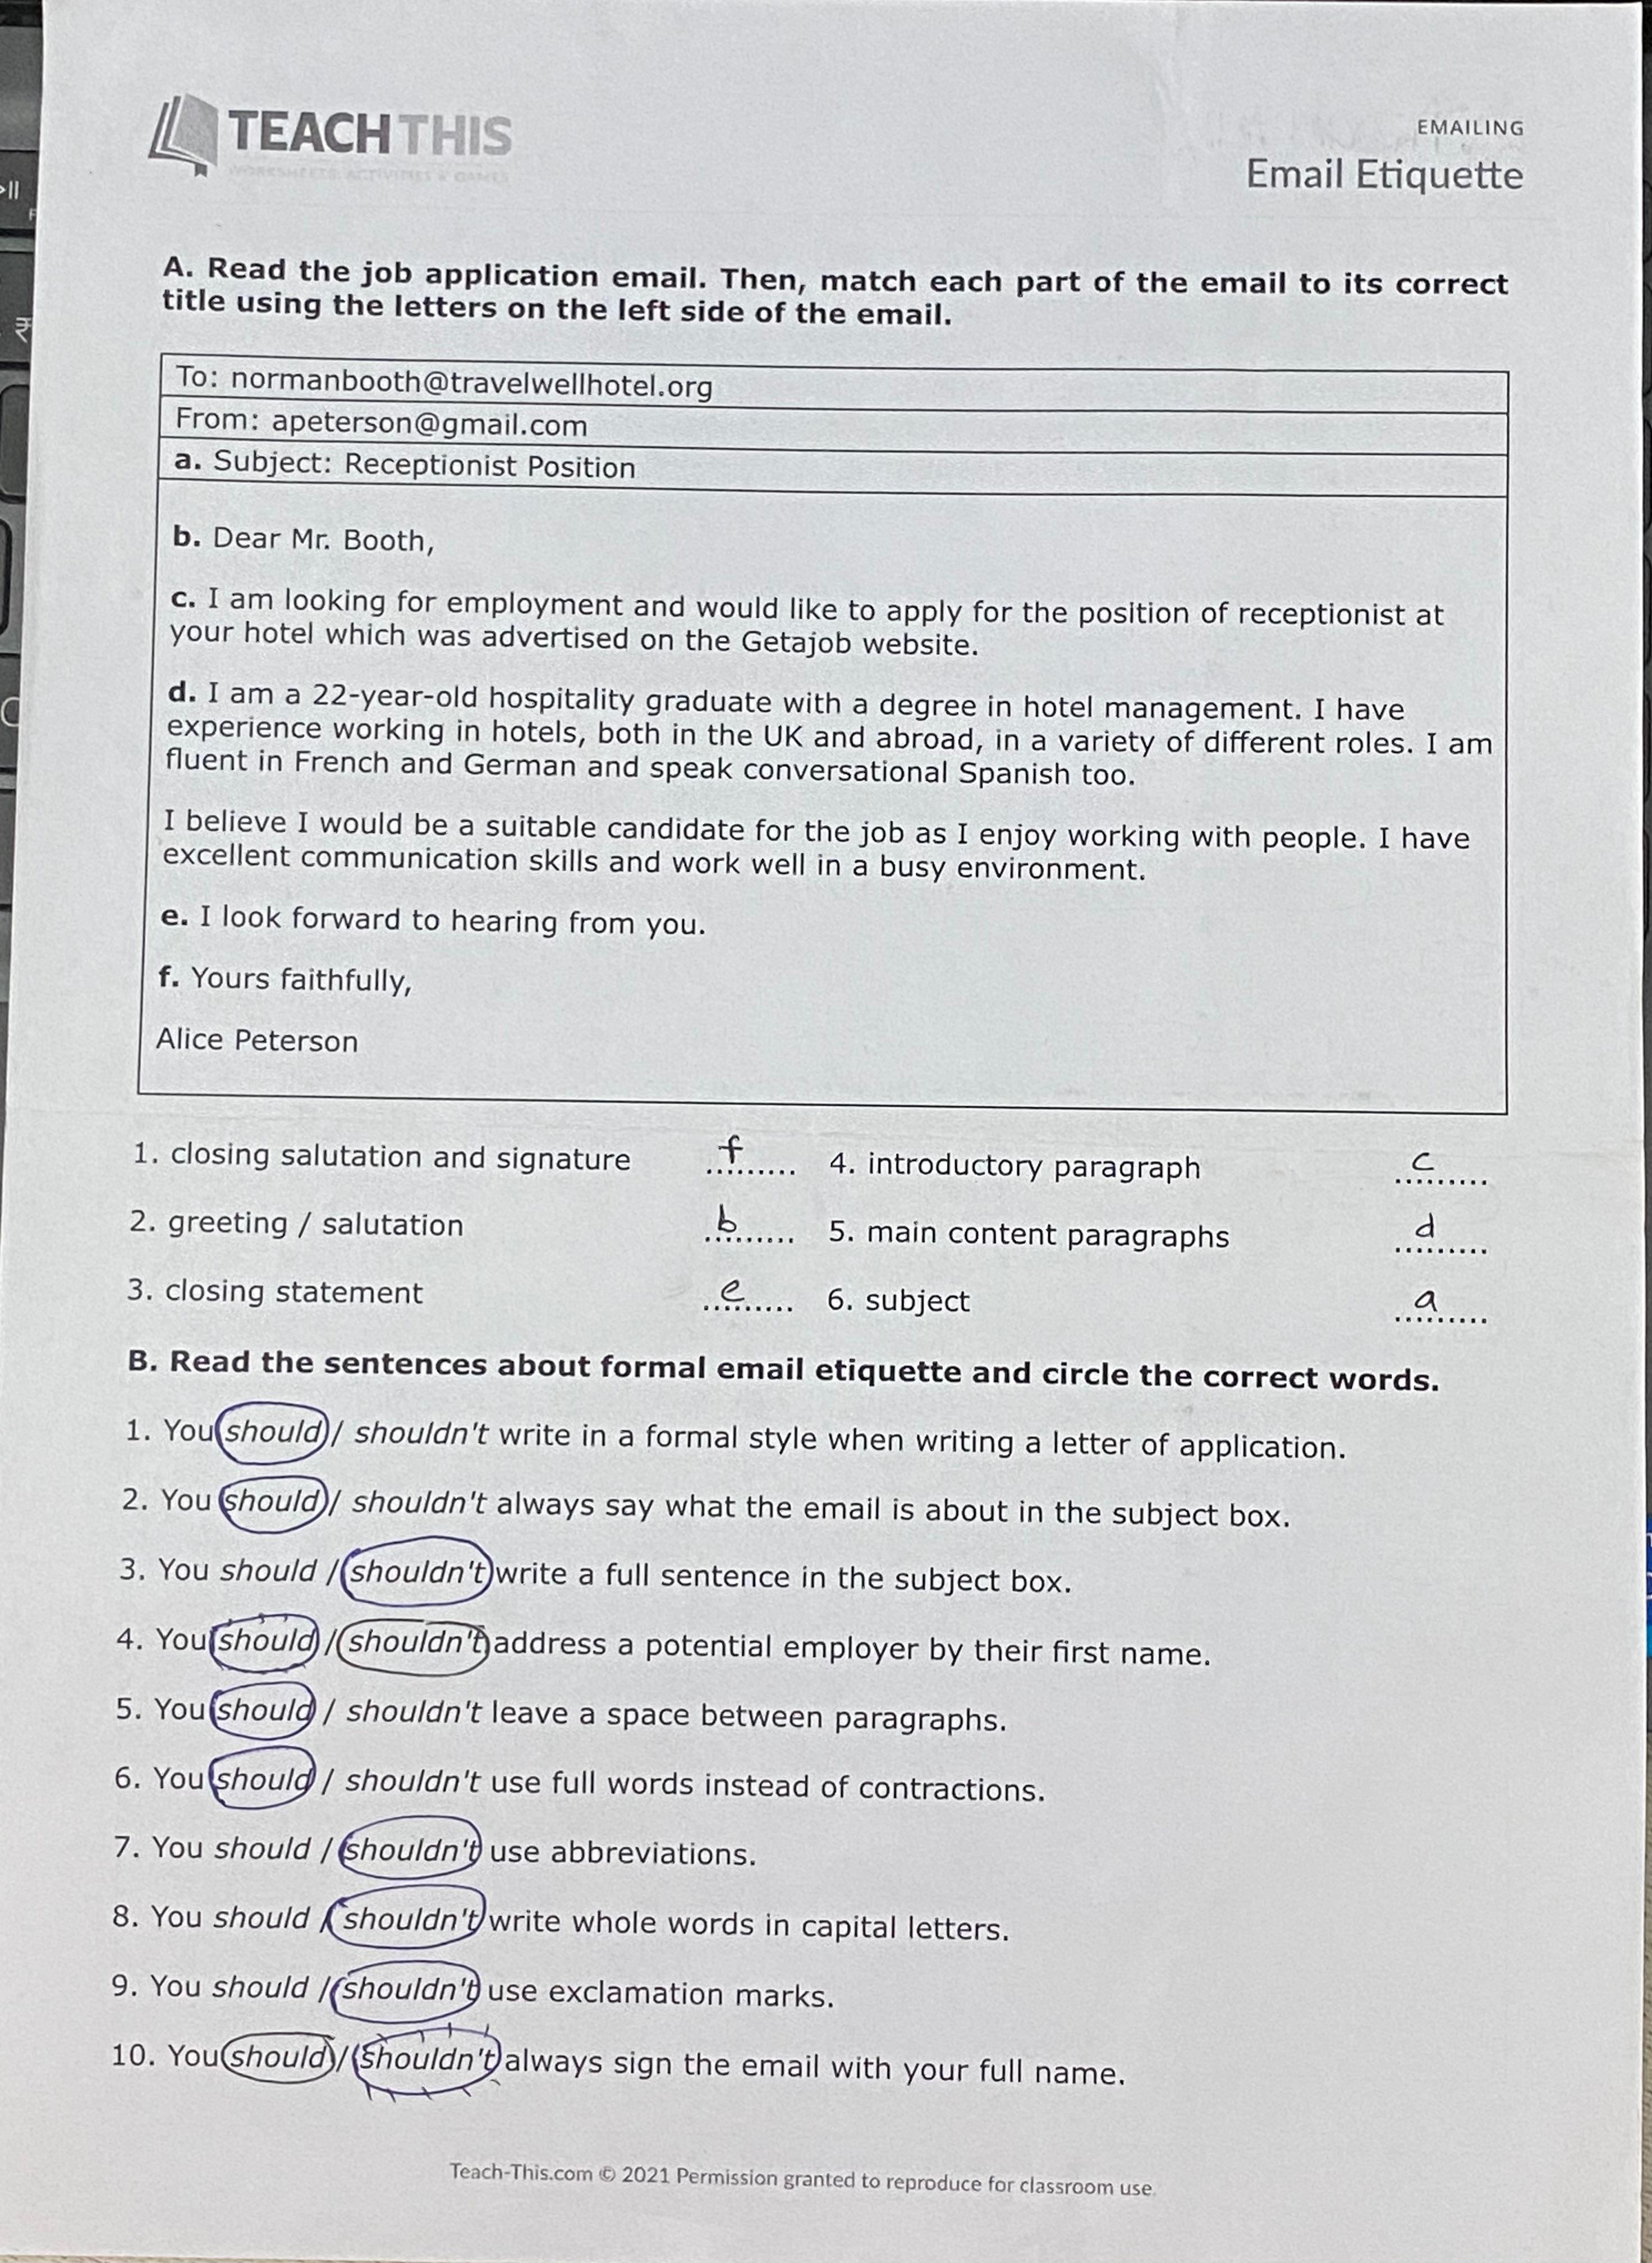 TEACH THIS
WORKSHEETS, ACTIVITIES & GAMES
EMAILING
Email Etiquette
A. Read the job application email. Then, match each part of the email to its correct
title using the letters on the left side of the email.
To: normanbooth@travelwellhotel.org
From: apeterson@gmail.com
a. Subject: Receptionist Position
b. Dear Mr. Booth,
c. I am looking for employment and would like to apply for the position of receptionist at
your hotel which was advertised on the Getajob website.
d. I am a 22-year-old hospitality graduate with a degree in hotel management. I have
experience working in hotels, both in the UK and abroad, in a variety of different roles. I am
fluent in French and German and speak conversational Spanish too.
I believe I would be a suitable candidate for the job as I enjoy working with people. I have
excellent communication skills and work well in a busy environment.
e. I look forward to hearing from you.
f. Yours faithfully,
Alice Peterson
1. closing salutation and signature f 4. introductory paragraph c
2. greeting / salutation b 5. main content paragraphs d
3. closing statement e 6. subject a
B. Read the sentences about formal email etiquette and circle the correct words.
1. You should / shouldn't write in a formal style when writing a letter of application.
2. You should / shouldn't always say what the email is about in the subject box.
3. You should / shouldn't write a full sentence in the subject box.
4. You should / shouldn't address a potential employer by their first name.
5. You should / shouldn't leave a space between paragraphs.
6. You should / shouldn't use full words instead of contractions.
7. You should / shouldn't use abbreviations.
8. You should / shouldn't write whole words in capital letters.
9. You should / shouldn't use exclamation marks.
10. You should / shouldn't always sign the email with your full name.
Teach-This.com © 2021 Permission granted to reproduce for classroom use.